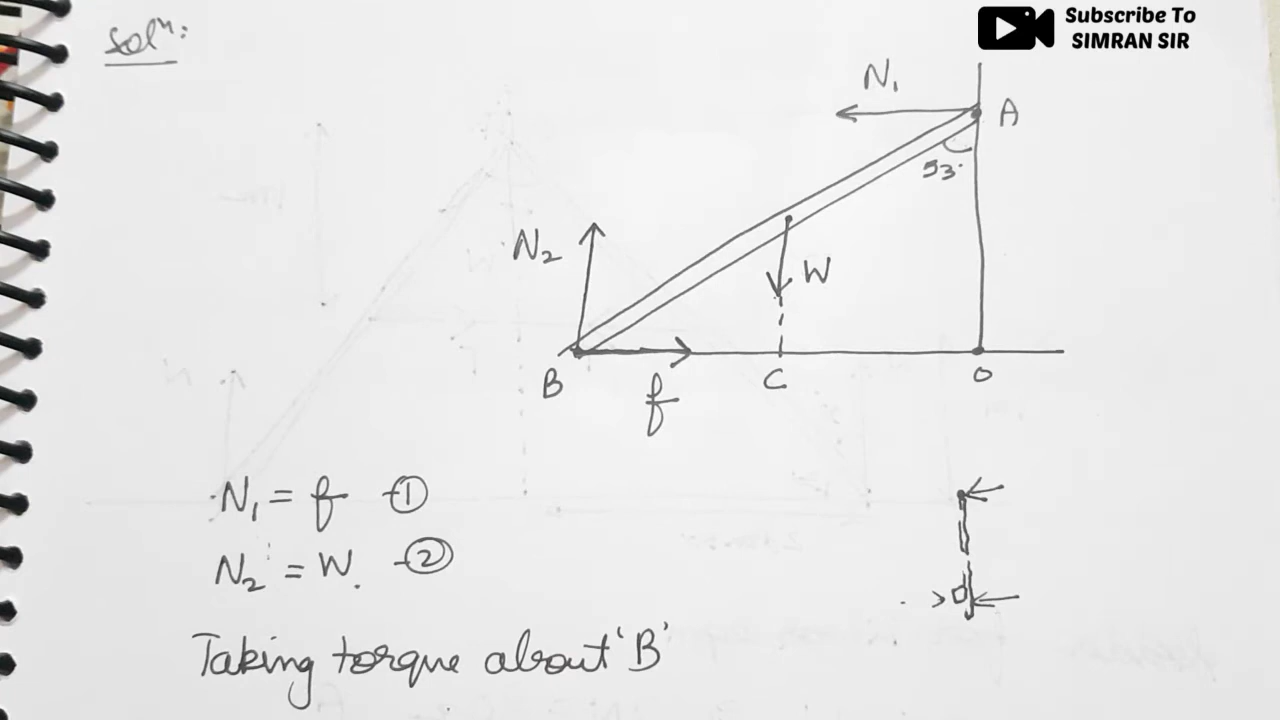 Solⁿ:
Subscribe To
SIMRAN SIR
N₁
A
53°
N₂
W
B
f
C
O
N₁ = f -①
N₂ = W. -②
Taking torque about 'B'